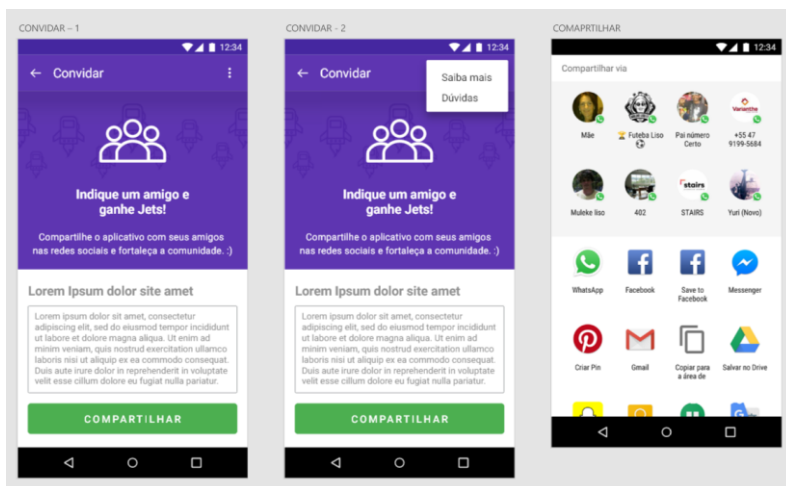 CONVIDAR – 1
12:34
Convidar
Indique um amigo e
ganhe Jets!
Compartilhe o aplicativo com seus amigos
nas redes sociais e fortaleça a comunidade. :)
Lorem Ipsum dolor site amet
Lorem ipsum dolor sit amet, consectetur
adipiscing elit, sed do eiusmod tempor incididunt
ut labore et dolore magna aliqua. Ut enim ad
minim veniam, quis nostrud exercitation ullamco
laboris nisi ut aliquip ex ea commodo consequat.
Duis aute irure dolor in reprehenderit in voluptate
velit esse cillum dolore eu fugiat nulla pariatur.
COMPARTILHAR
CONVIDAR - 2
12:34
Convidar
Saiba mais
Dúvidas
Indique um amigo e
ganhe Jets!
Compartilhe o aplicativo com seus amigos
nas redes sociais e fortaleça a comunidade. :)
Lorem Ipsum dolor site amet
Lorem ipsum dolor sit amet, consectetur
adipiscing elit, sed do eiusmod tempor incididunt
ut labore et dolore magna aliqua. Ut enim ad
minim veniam, quis nostrud exercitation ullamco
laboris nisi ut aliquip ex ea commodo consequat.
Duis aute irure dolor in reprehenderit in voluptate
velit esse cillum dolore eu fugiat nulla pariatur.
COMPARTILHAR
COMAPRTILHAR
12:34
Compartilhar via
Varianthe
Mãe
Futeba Liso
Pai número
Certo
+55 47
9199-5684
stairs
Muleke liso
402
STAIRS
Yuri (Novo)
WhatsApp
Facebook
Save to
Facebook
Messenger
Criar Pin
Gmail
Copiar para
a área de
Salvar no Drive